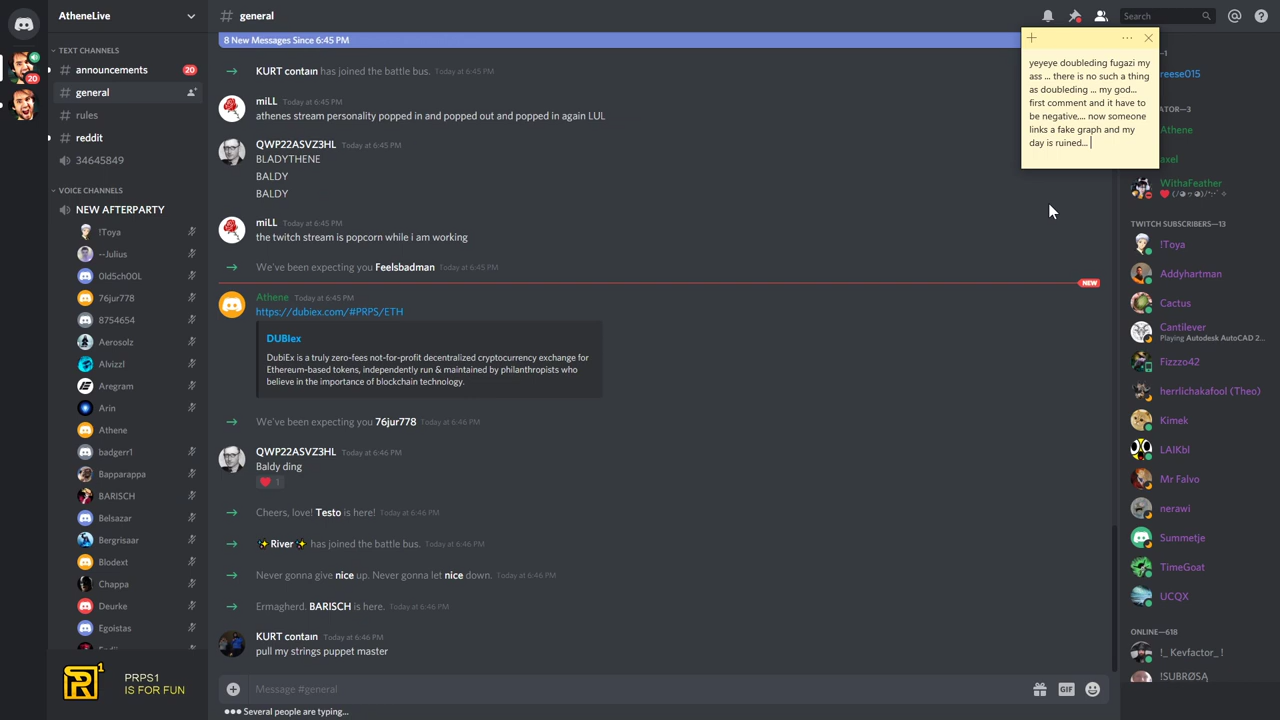 AtheneLive
# general
Search
8 New Messages Since 6:45 PM
TEXT CHANNELS
# announcements 20
# general
# rules
# reddit
34645849
VOICE CHANNELS
NEW AFTERPARTY
!Toya
--Julius
0ld5ch00L
76jur778
8754654
Aerosolz
Alvizzl
Aregram
Arin
Athene
badgerr1
Bapparappa
BARISCH
Belsazar
Bergrisaar
Blodext
Chappa
Deurke
Egoistas
20
PRPS1
IS FOR FUN
KURT contaın has joined the battle bus. Today at 6:45 PM
miLL Today at 6:45 PM
athenes stream personality popped in and popped out and popped in again LUL
QWP22ASVZ3HL Today at 6:45 PM
BLADYTHENE
BALDY
BALDY
miLL Today at 6:45 PM
the twitch stream is popcorn while i am working
We've been expecting you Feelsbadman Today at 6:45 PM
NEW
Athene Today at 6:45 PM
https://dubiex.com/#PRPS/ETH
DUBIex
DubiEx is a truly zero-fees not-for-profit decentralized cryptocurrency exchange for
Ethereum-based tokens, independently run & maintained by philanthropists who
believe in the importance of blockchain technology.
We've been expecting you 76jur778 Today at 6:46 PM
QWP22ASVZ3HL Today at 6:46 PM
Baldy ding
1
Cheers, love! Testo is here! Today at 6:46 PM
✨River✨ has joined the battle bus. Today at 6:46 PM
Never gonna give nice up. Never gonna let nice down. Today at 6:46 PM
Ermagherd. BARISCH is here. Today at 6:46 PM
KURT contaın Today at 6:46 PM
pull my strings puppet master
Message #general
GIF
Several people are typing...
yeyeye doubleding fugazi my
ass ... there is no such a thing
as doubleding ... my god...
first comment and it have to
be negative,... now someone
links a fake graph and my
day is ruined...
—1
reese015
ATOR—3
Athene
axel
WithaFeather
TWITCH SUBSCRIBERS—13
!Toya
Addyhartman
Cactus
Cantilever
Playing Autodesk AutoCAD 2...
Fizzzo42
herrlichakafool (Theo)
Kimek
LAIKbl
Mr Falvo
nerawi
Summetje
TimeGoat
UCQX
ONLINE—618
!_ Kevfactor_ !
!SUBRØSĄ